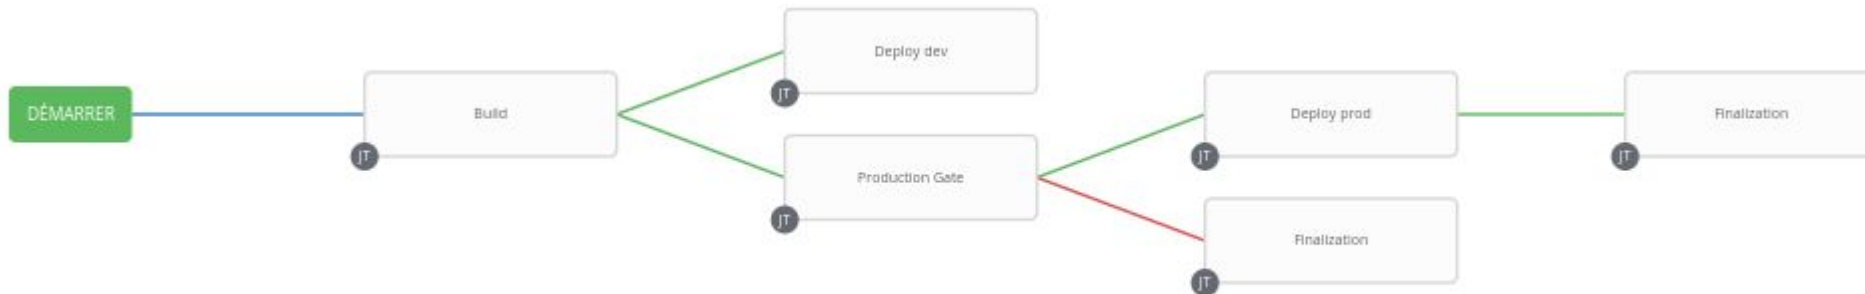 DÉMARRER
Build
JT
Deploy dev
JT
Production Gate
JT
Deploy prod
JT
Finalization
JT
Finalization
JT